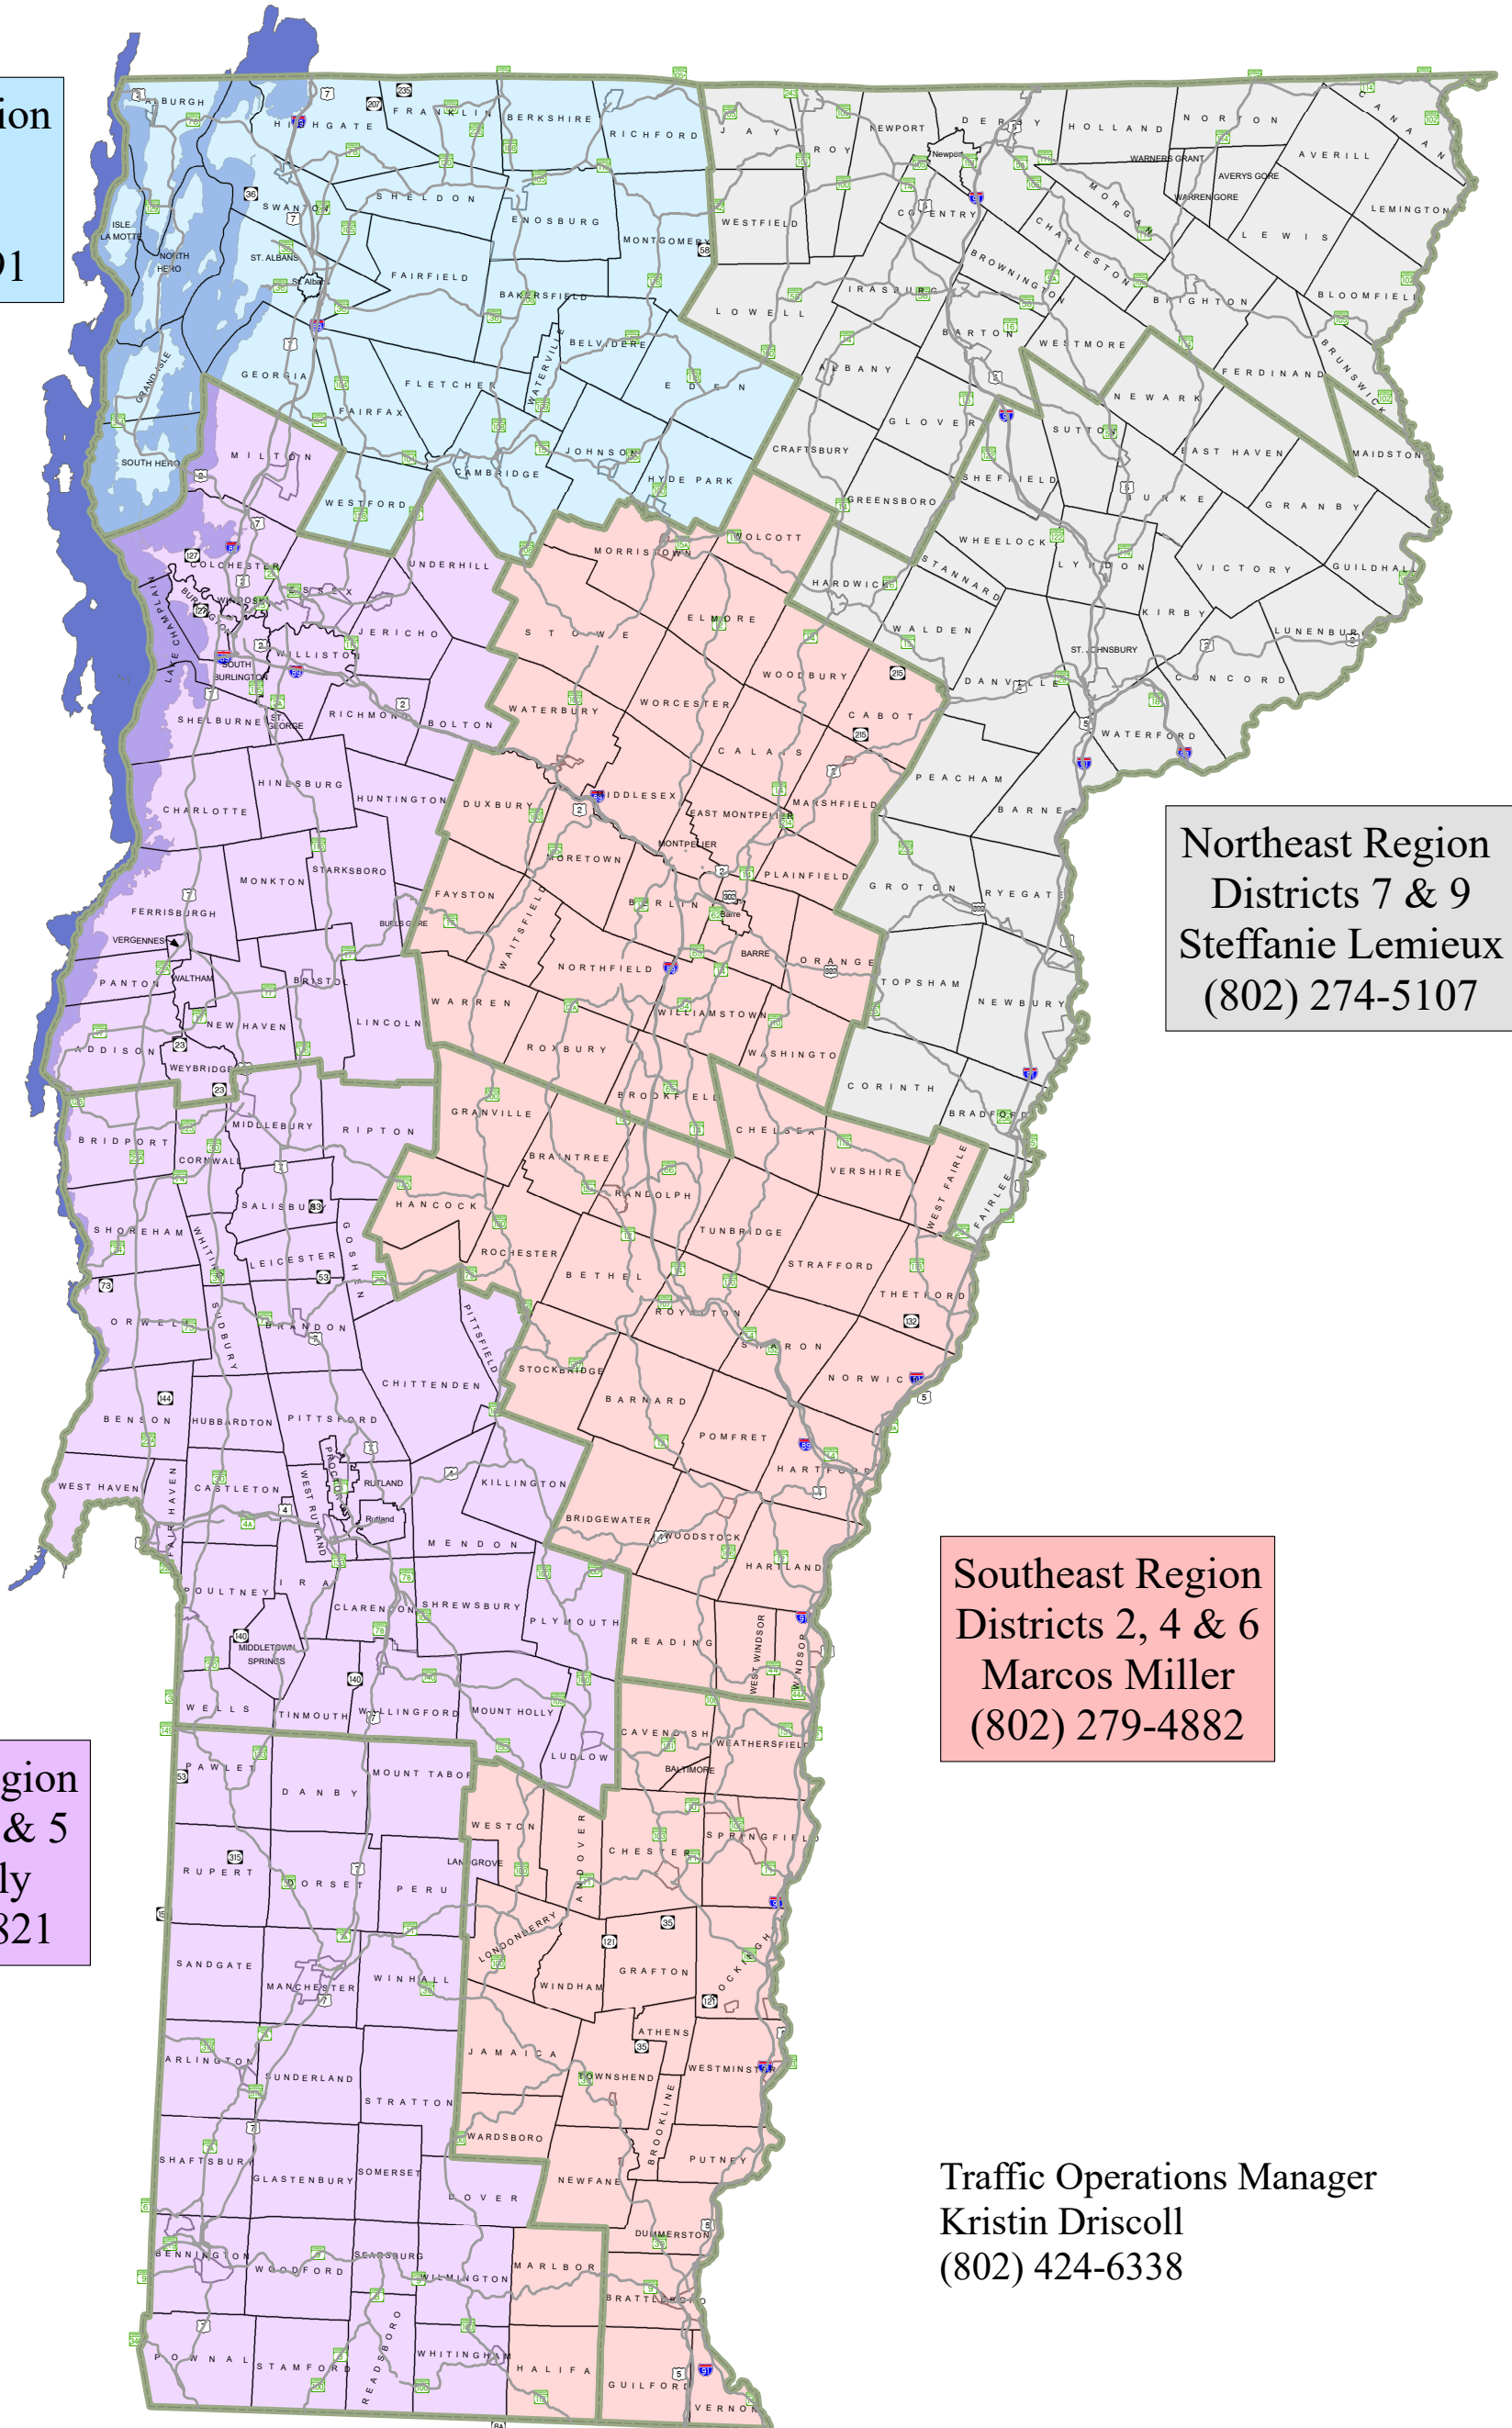 ion
91
Northeast Region
Districts 7 & 9
Steffanie Lemieux
(802) 274-5107
Southeast Region
Districts 2, 4 & 6
Marcos Miller
(802) 279-4882
gion
& 5
ly
821
Traffic Operations Manager
Kristin Driscoll
(802) 424-6338
ALBURGH
HIGHGATE
FRANKLIN
BERKSHIRE
RICHFORD
JAY
TROY
NEWPORT
Newport
DERBY
HOLLAND
NORTON
CANAAN
WARNERS GRANT
AVERILL
AVERYS GORE
WARREN GORE
LEMINGTON
LEWIS
BLOOMFIELD
ISLE
LA MOTTE
NORTH
HERO
SWANTON
SHELDON
ENOSBURG
MONTGOMERY
WESTFIELD
COVENTRY
MORGAN
CHARLESTON
BROWNINGTON
BRIGHTON
ST. ALBANS
St. Albans
FAIRFIELD
BAKERSFIELD
LOWELL
IRASBURG
BARTON
WESTMORE
FERDINAND
BRUNSWICK
GRAND ISLE
GEORGIA
FLETCHER
WATERVILLE
BELVIDERE
EDEN
ALBANY
GLOVER
NEWARK
FAIRFAX
SOUTH HERO
MILTON
WESTFORD
CAMBRIDGE
JOHNSON
HYDE PARK
CRAFTSBURY
GREENSBORO
SUTTON
SHEFFIELD
EAST HAVEN
MAIDSTON
BURKE
GRANBY
COLCHESTER
WINOOSKI
BURLINGTON
LAKE CHAMPLAIN
ESSEX
UNDERHILL
JERICHO
MORRISTOWN
WOLCOTT
HARDWICK
STANNARD
WHEELOCK
LYNDON
VICTORY
GUILDHALL
SOUTH
BURLINGTON
WILLISTON
STOWE
ELMORE
WALDEN
KIRBY
LUNENBURG
ST. JOHNSBURY
SHELBURNE
ST.
GEORGE
RICHMOND
BOLTON
WATERBURY
WORCESTER
WOODBURY
CABOT
DANVILLE
CONCORD
WATERFORD
CHARLOTTE
HINESBURG
HUNTINGTON
DUXBURY
MIDDLESEX
CALAIS
EAST MONTPELIER
MARSHFIELD
PEACHAM
BARNE
MONTPELIER
MORETOWN
PLAINFIELD
MONKTON
STARKSBORO
FERRISBURGH
BUELS GORE
FAYSTON
WAITSFIELD
BERLIN
Barre
BARRE
ORANGE
GROTON
RYEGATE
VERGENNES
PANTON
WALTHAM
BRISTOL
NEW HAVEN
LINCOLN
WARREN
NORTHFIELD
WILLIAMSTOWN
TOPSHAM
NEWBURY
ADDISON
WEYBRIDGE
ROXBURY
WASHINGTO
CORINTH
BRADFORD
BRIDPORT
MIDDLEBURY
RIPTON
CORNWALL
GRANVILLE
BROOKFIELD
CHELSEA
VERSHIRE
WEST FAIRLE
FAIRLEE
BRAINTREE
RANDOLPH
HANCOCK
SHOREHAM
WHITING
SALISBURY
LEICESTER
GOSHEN
ROCHESTER
BETHEL
TUNBRIDGE
STRAFFORD
THETFORD
ORWELL
SUDBURY
BRANDON
PITTSFIELD
STOCKBRIDGE
ROYALTON
SHARON
NORWIC
CHITTENDEN
BARNARD
POMFRET
HARTFORD
BENSON
HUBBARDTON
PITTSFORD
WEST HAVEN
FAIR HAVEN
CASTLETON
WEST RUTLAND
PROCTOR
RUTLAND
Rutland
KILLINGTON
MENDON
BRIDGEWATER
WOODSTOCK
HARTLAND
POULTNEY
IRA
CLARENDON
SHREWSBURY
PLYMOUTH
READING
WEST WINDSOR
WINDSOR
MIDDLETOWN
SPRINGS
WELLS
TINMOUTH
WALLINGFORD
MOUNT HOLLY
LUDLOW
CAVENDISH
WEATHERSFIELD
BALTIMORE
PAWLET
DANBY
MOUNT TABOR
WESTON
ANDOVER
CHESTER
SPRINGFIELD
RUPERT
DORSET
PERU
LANDGROVE
LONDONDERRY
WINDHAM
GRAFTON
ROCKINGHAM
SANDGATE
MANCHESTER
WINHALL
ATHENS
JAMAICA
TOWNSHEND
WESTMINSTER
ARLINGTON
SUNDERLAND
STRATTON
BROOKLINE
WARDSBORO
PUTNEY
SHAFTSBURY
GLASTENBURY
SOMERSET
DOVER
NEWFANE
DUMMERSTON
BENNINGTON
WOODFORD
SEARSBURG
WILMINGTON
MARLBOR
BRATTLEBORO
POWNAL
STAMFORD
READSBORO
WHITINGHAM
HALIFA
GUILFORD
VERNON